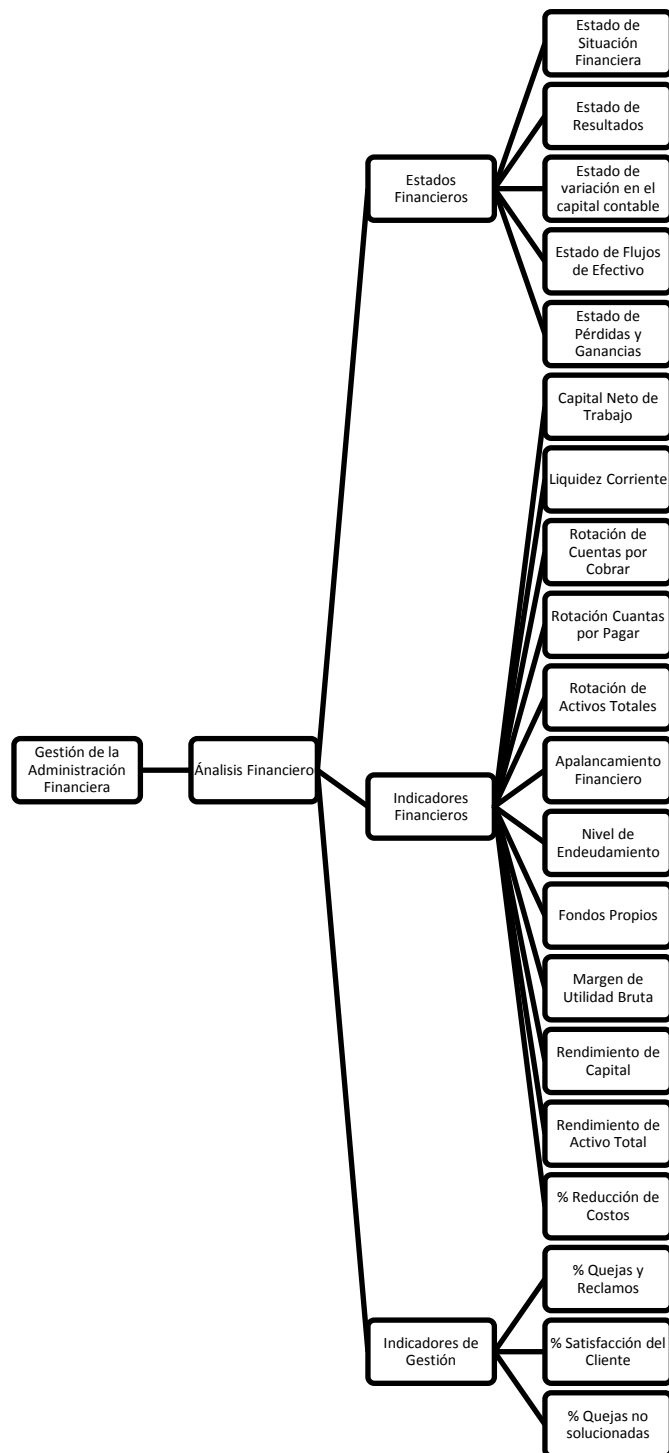 Estado de
Situación
Financiera
Estado de
Resultados
Estado de
variación en el
capital contable
Estado de Flujos
de Efectivo
Estado de
Pérdidas y
Ganancias
Estados
Financieros
Capital Neto de
Trabajo
Liquidez Corriente
Rotación de
Cuentas por
Cobrar
Rotación Cuantas
por Pagar
Rotación de
Activos Totales
Apalancamiento
Financiero
Nivel de
Endeudamiento
Fondos Propios
Margen de
Utilidad Bruta
Rendimiento de
Capital
Rendimiento de
Activo Total
% Reducción de
Costos
Gestión de la
Administración
Financiera
Ánalisis Financiero
Indicadores
Financieros
% Quejas y
Reclamos
% Satisfacción del
Cliente
% Quejas no
solucionadas
Indicadores de
Gestión